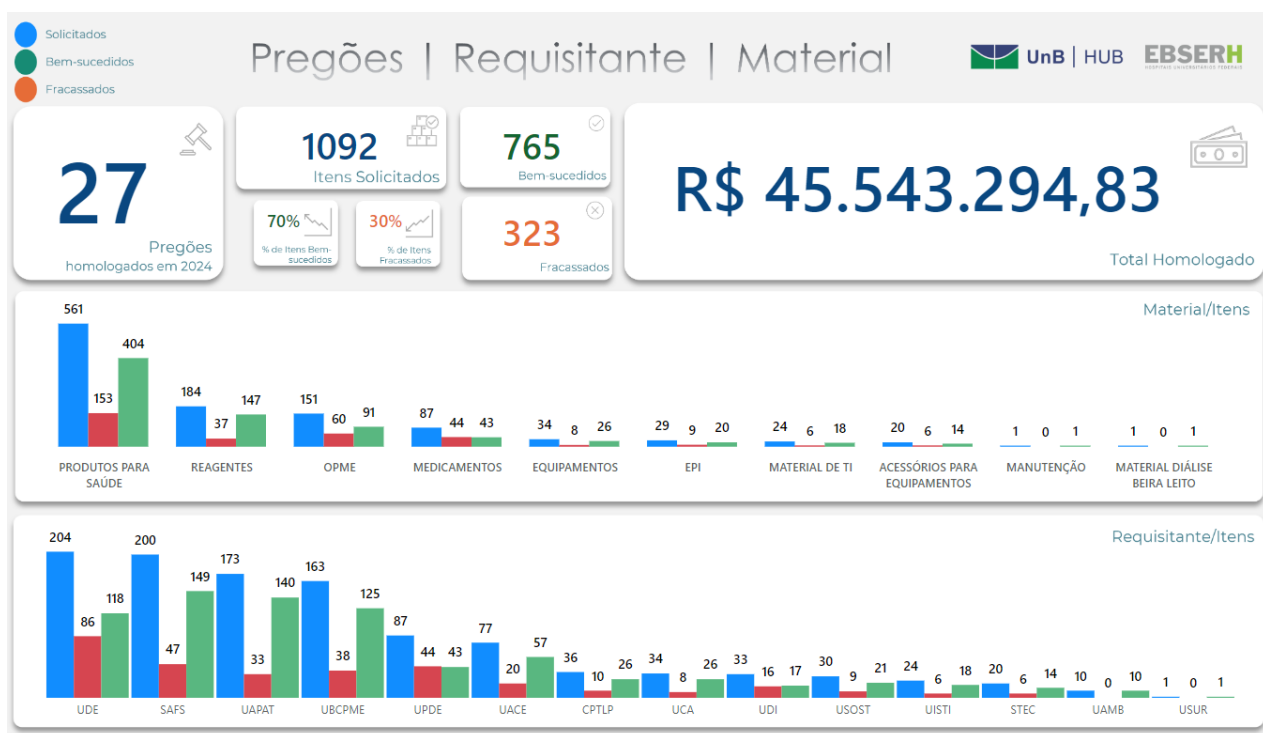 Solicitados
Bem-sucedidos
Fracassados
Pregões | Requisitante | Material
UnB | HUB
EBSERH
HOSPITAIS UNIVERSITÁRIOS FEDERAIS
27
Pregões
homologados em 2024
1092
Itens Solicitados
765
Bem-sucedidos
70%
% de Itens Bem-
sucedidos
30%
% de Itens
Fracassados
323
Fracassados
R$ 45.543.294,83
Total Homologado
Material/Itens
561 153 404
184 37 147
151 60 91
87 44 43
34 8 26
29 9 20
24 6 18
20 6 14
1 0 1
1 0 1
PRODUTOS PARA
SAÚDE
REAGENTES
OPME
MEDICAMENTOS
EQUIPAMENTOS
EPI
MATERIAL DE TI
ACESSÓRIOS PARA
EQUIPAMENTOS
MANUTENÇÃO
MATERIAL DIÁLISE
BEIRA LEITO
Requisitante/Itens
204 86 118
200 47 149
173 33 140
163 38 125
87 44 43
77 20 57
36 10 26
34 8 26
33 16 17
30 9 21
24 6 18
20 6 14
10 0 10
1 0 1
UDE
SAFS
UAPAT
UBCPME
UPDE
UACE
CPTLP
UCA
UDI
USOST
UISTI
STEC
UAMB
USUR